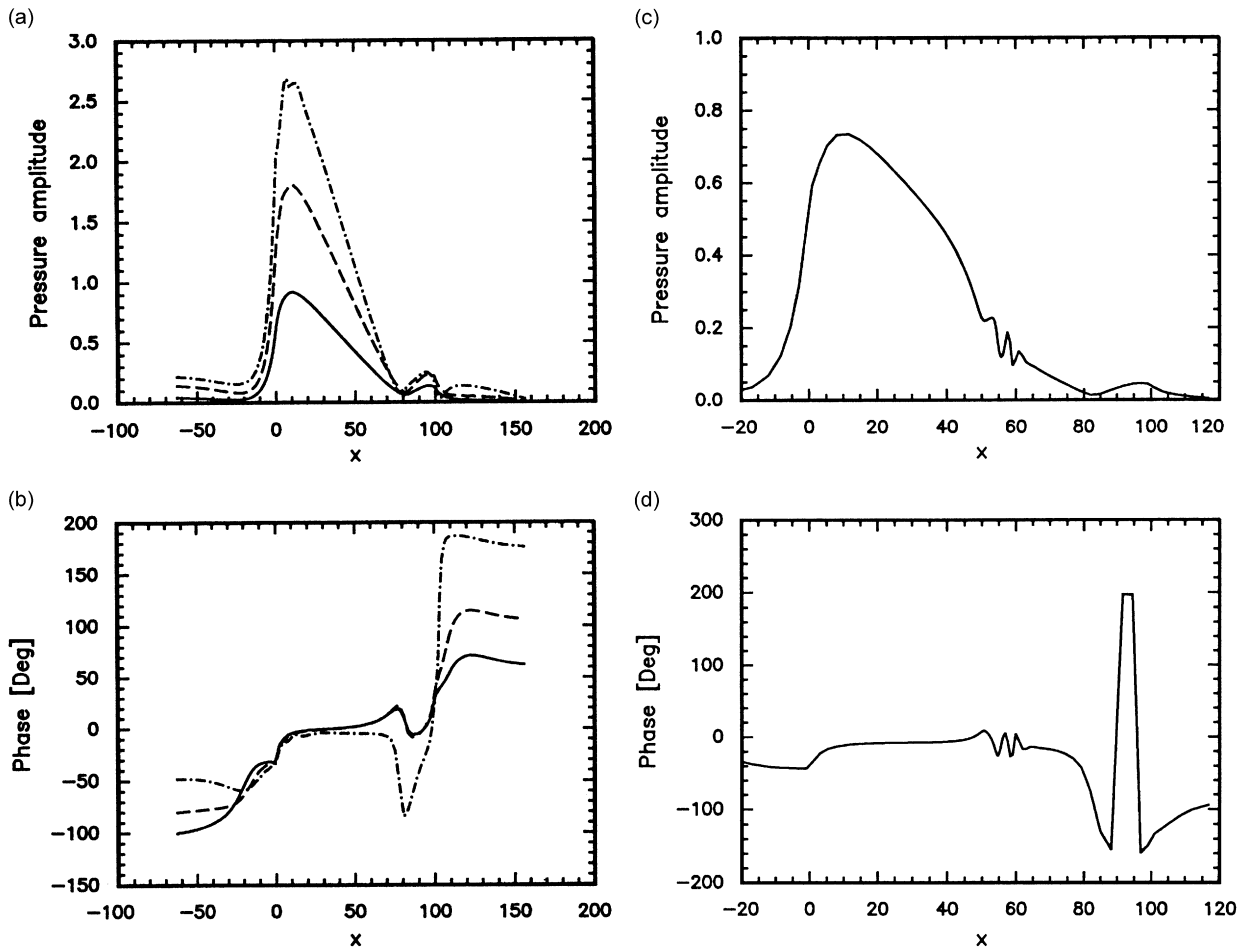 (a)
3.0
2.5
2.0
1.5
1.0
0.5
0.0
Pressure amplitude
−100 −50 0 50 100 150 200
x
(c)
1.0
0.8
0.6
0.4
0.2
0.0
Pressure amplitude
−20 0 20 40 60 80 100 120
x
(b)
200
150
100
50
0
−50
−100
−150
Phase [Deg]
−100 −50 0 50 100 150 200
x
(d)
300
200
100
0
−100
−200
Phase [Deg]
−20 0 20 40 60 80 100 120
x